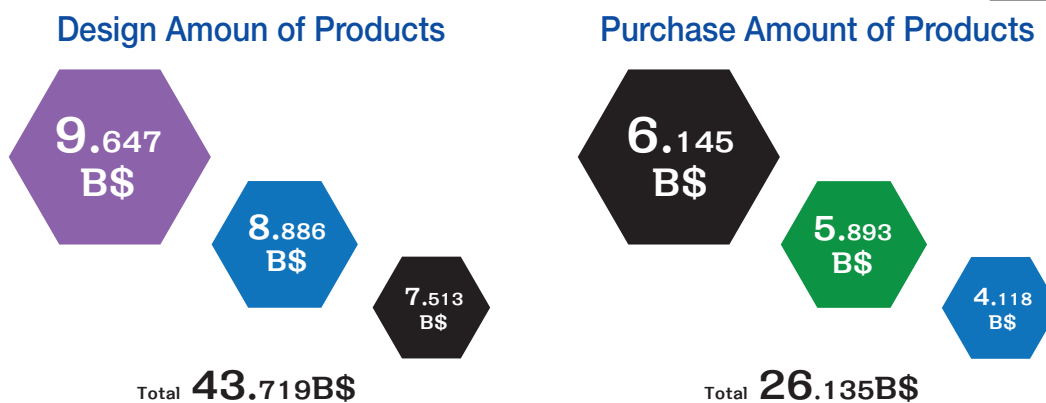 Design Amoun of Products
9.647
B$
8.886
B$
7.513
B$
Total 43.719B$
Purchase Amount of Products
6.145
B$
5.893
B$
4.118
B$
Total 26.135B$